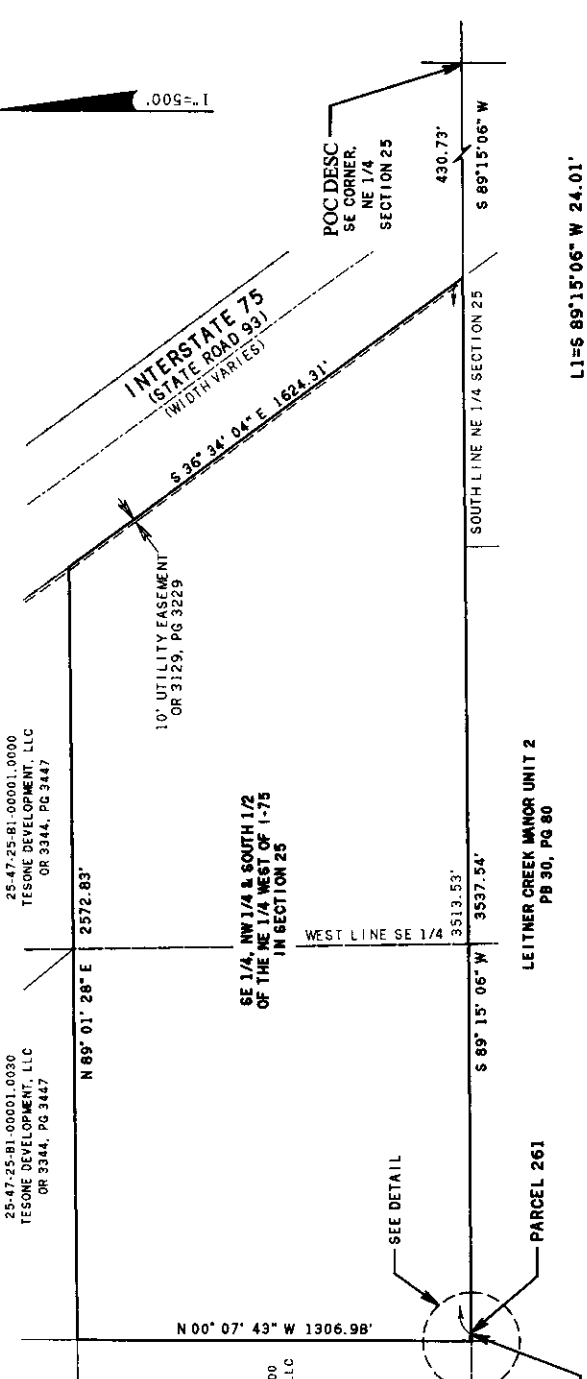 1"=500'
POC DESC
SE CORNER,
NE 1/4
SECTION 25
430.73'
S 89°15'06" W
L1=S 89°15'06" W 24.01'
INTERSTATE 75
(STATE ROAD 93)
(WIDTH VARIES)
S 36° 34' 04" E 1624.31'
SOUTH LINE NE 1/4 SECTION 25
10' UTILITY EASEMENT
OR 3129, PG 3229
25-47-25-B1-00001.0000
TESONE DEVELOPMENT, LLC
OR 3344, PG 3447
N 89° 01' 28" E 2572.83'
SE 1/4, NW 1/4 & SOUTH 1/2
OF THE NE 1/4 WEST OF I-75
IN SECTION 25
WEST LINE SE 1/4
3513.53'
S 89° 15' 06" W 3537.54'
LEITNER CREEK MANOR UNIT 2
PB 30, PG 80
25-47-25-B1-00001.0030
TESONE DEVELOPMENT, LLC
OR 3344, PG 3447
SEE DETAIL
PARCEL 261
N 00° 07' 43" W 1306.98'
00
LLC